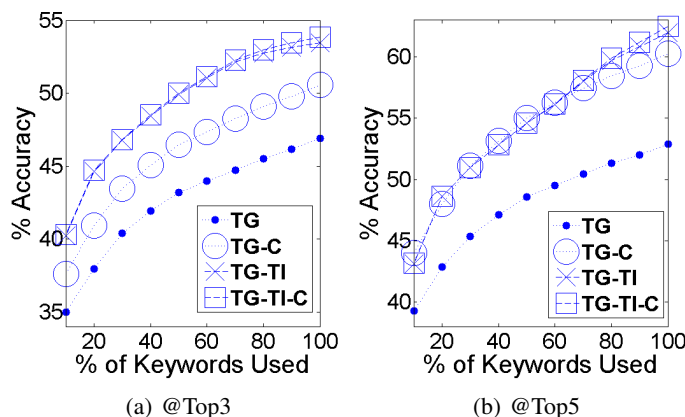 55
50
45
40
35
% Accuracy
TG
TG-C
TG-TI
TG-TI-C
20 40 60 80 100
% of Keywords Used
(a) @Top3
60
55
50
45
40
% Accuracy
TG
TG-C
TG-TI
TG-TI-C
20 40 60 80 100
% of Keywords Used
(b) @Top5